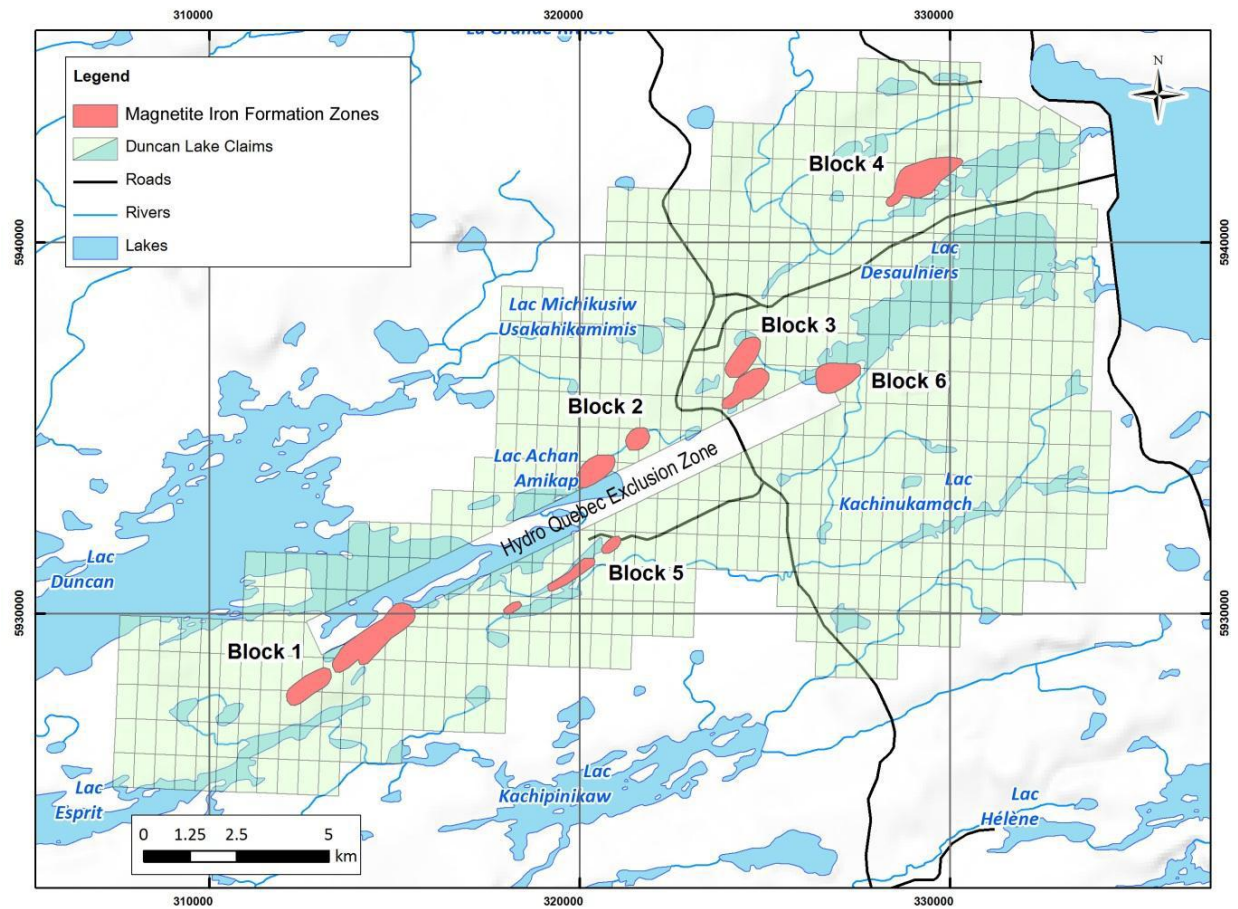 310000
320000
330000
La Grande Rivière
Legend
Magnetite Iron Formation Zones
Duncan Lake Claims
Roads
Rivers
Lakes
N
Block 4
5940000
5940000
Lac
Desaulniers
Lac Michikusiw
Usakahikamimis
Block 3
Block 6
Block 2
Lac Achan
Amikap
Hydro Quebec Exclusion Zone
Lac
Kachinukamach
Lac
Duncan
Block 5
5930000
5930000
Block 1
Lac
Esprit
Lac
Kachipinikaw
Lac
Hélène
0 1.25 2.5 5
km
310000
320000
330000